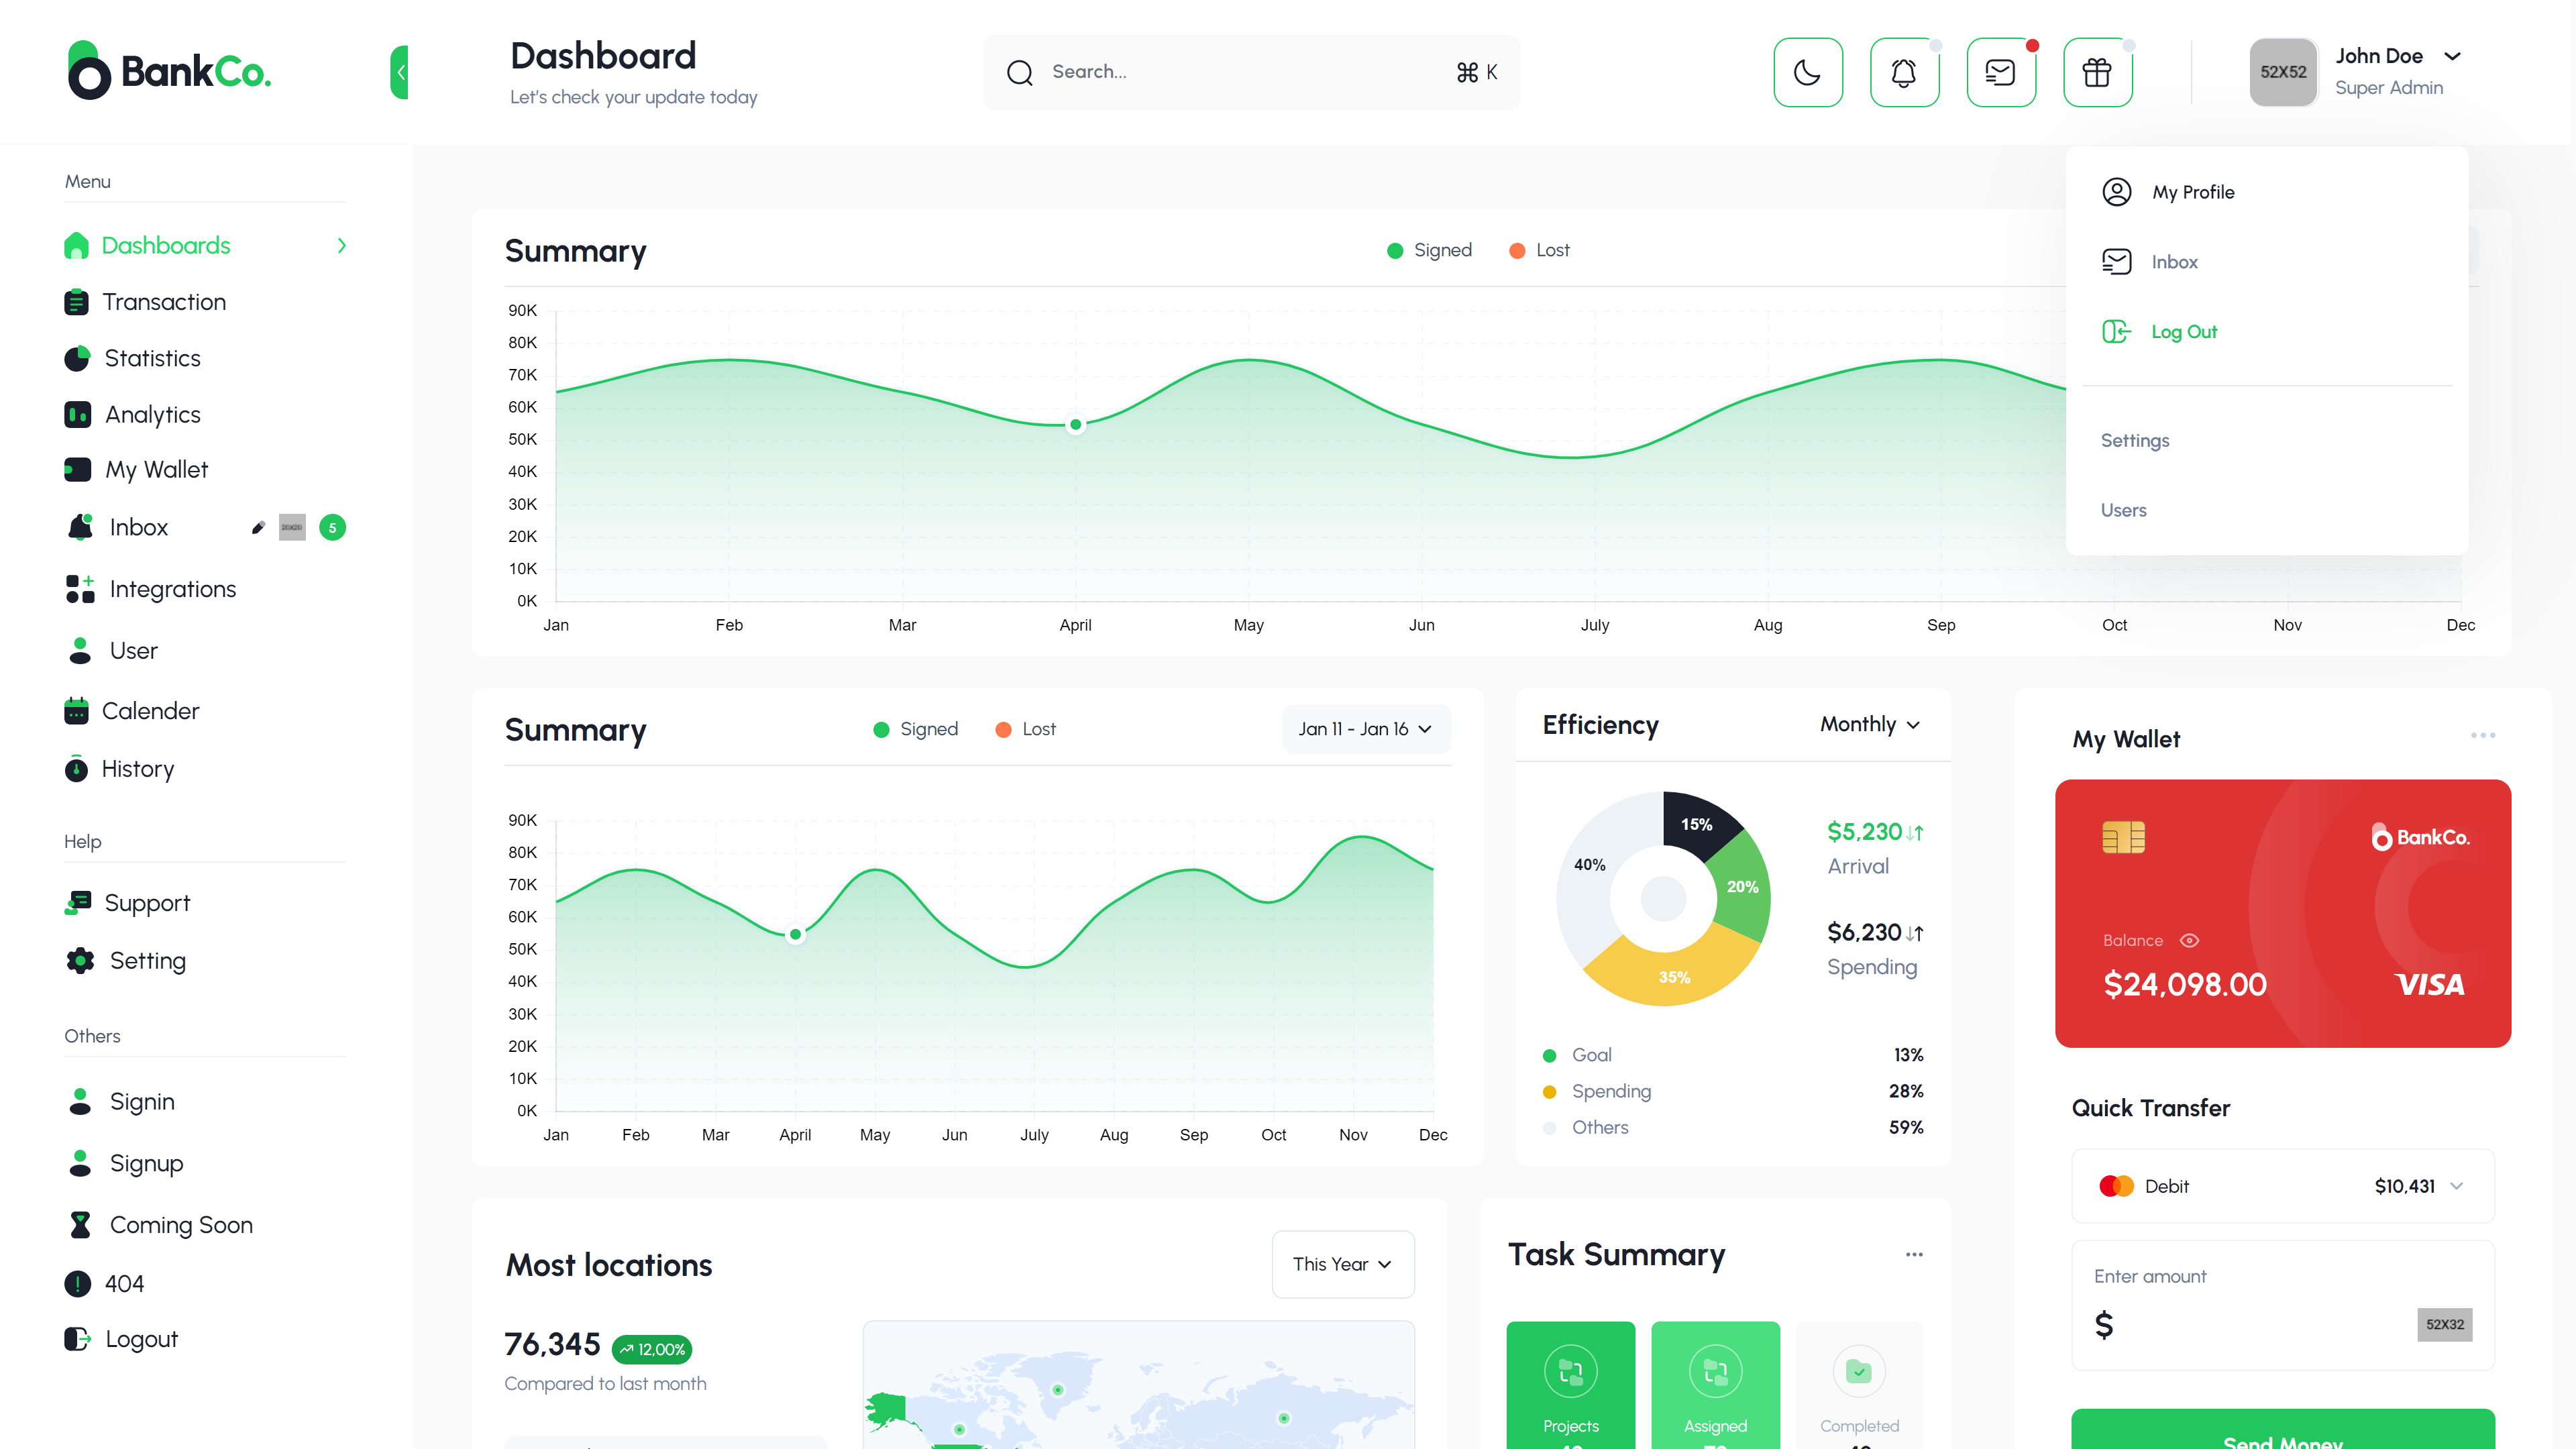 BankCo.
Dashboard
Let's check your update today
Search...
⌘ K
52X52
John Doe
Super Admin
Menu
Dashboards
Transaction
Statistics
Analytics
My Wallet
Inbox
20X20
5
Integrations
User
Calender
History
Help
Support
Setting
Others
Signin
Signup
Coming Soon
404
Logout
My Profile
Inbox
Log Out
Settings
Users
Summary
Signed
Lost
90K
80K
70K
60K
50K
40K
30K
20K
10K
0K
Jan Feb Mar April May Jun July Aug Sep Oct Nov Dec
Summary
Signed
Lost
Jan 11 - Jan 16
90K
80K
70K
60K
50K
40K
30K
20K
10K
0K
Jan Feb Mar April May Jun July Aug Sep Oct Nov Dec
Efficiency
Monthly
15%
20%
35%
40%
$5,230
Arrival
$6,230
Spending
Goal 13%
Spending 28%
Others 59%
My Wallet
BankCo.
Balance
$24,098.00
VISA
Quick Transfer
Debit $10,431
Enter amount
$
52X32
Send Money
Most locations
This Year
76,345
12,00%
Compared to last month
Task Summary
Projects
Assigned
Completed